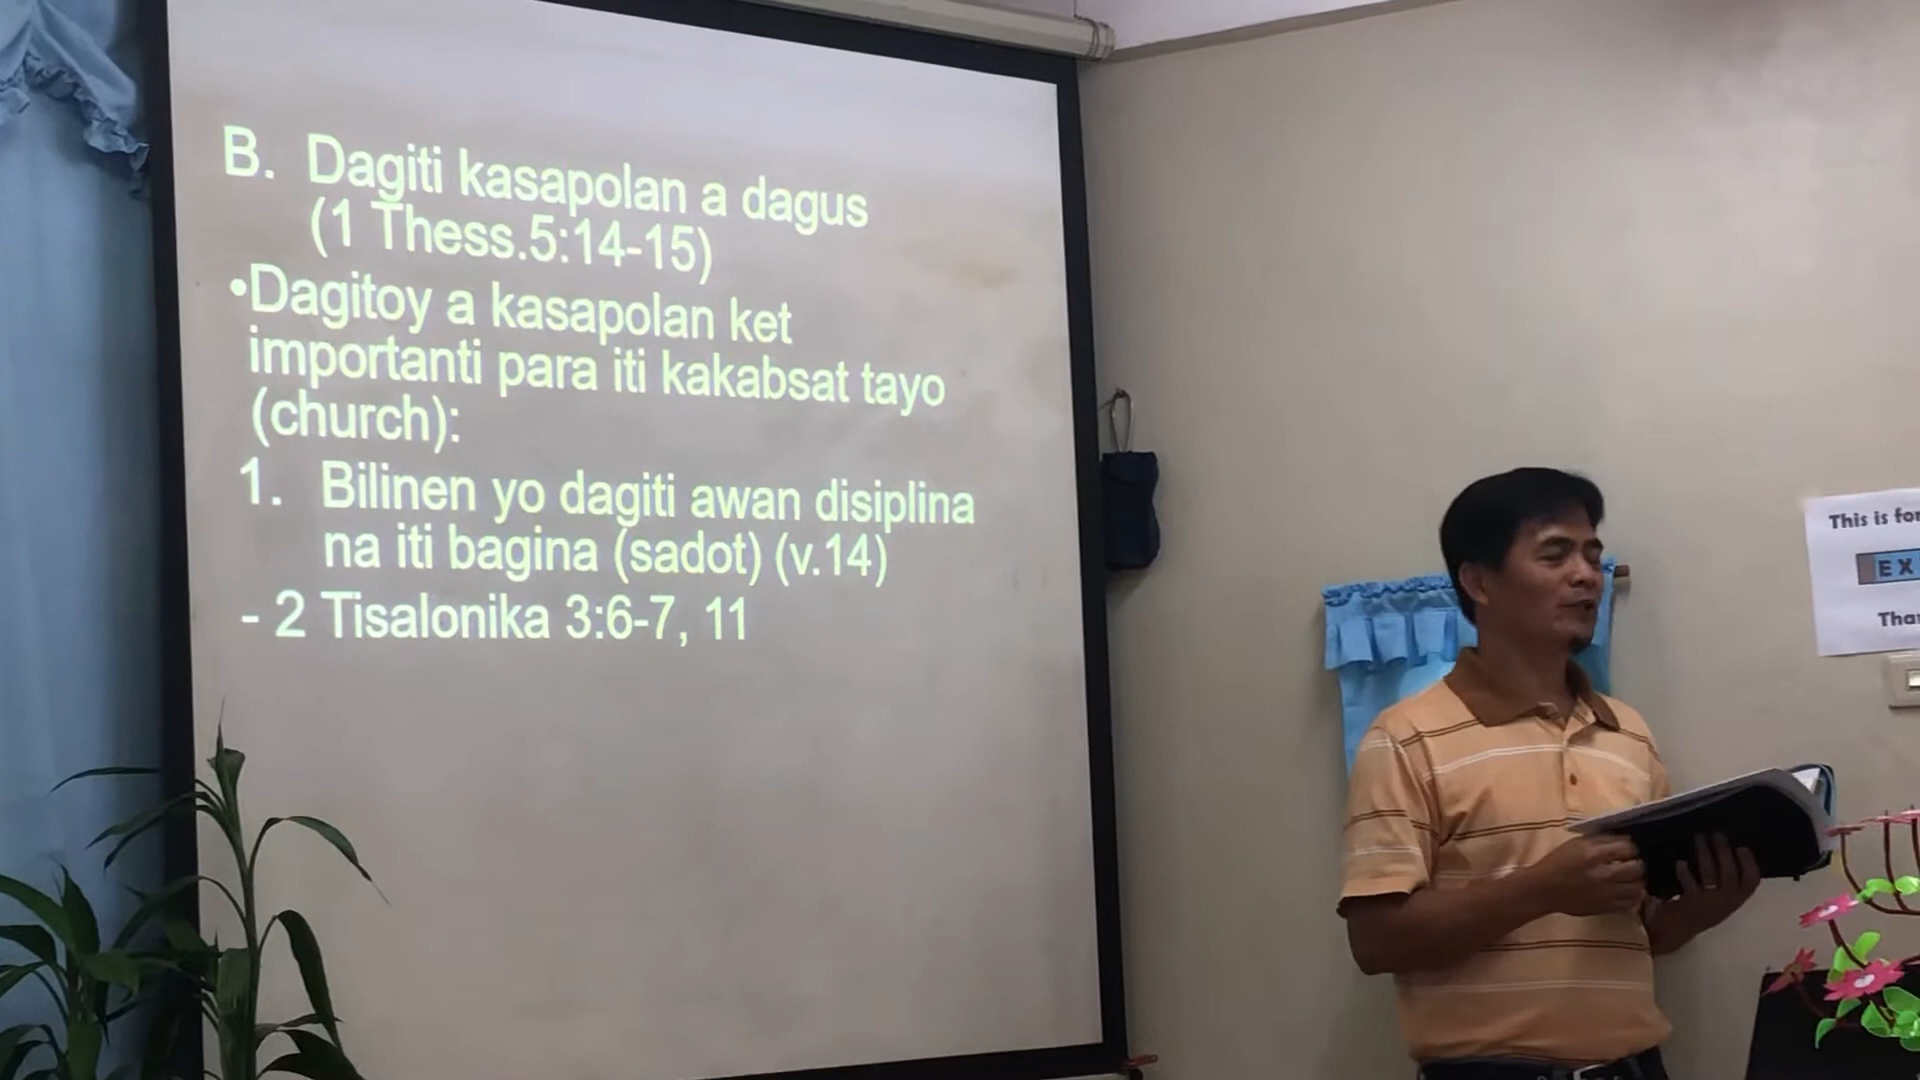 B. Dagiti kasapolan a dagus
(1 Thess.5:14-15)
•Dagitoy a kasapolan ket
importanti para iti kakabsat tayo
(church):
1. Bilinen yo dagiti awan disiplina
na iti bagina (sadot) (v.14)
- 2 Tisalonika 3:6-7, 11
This is for
EX